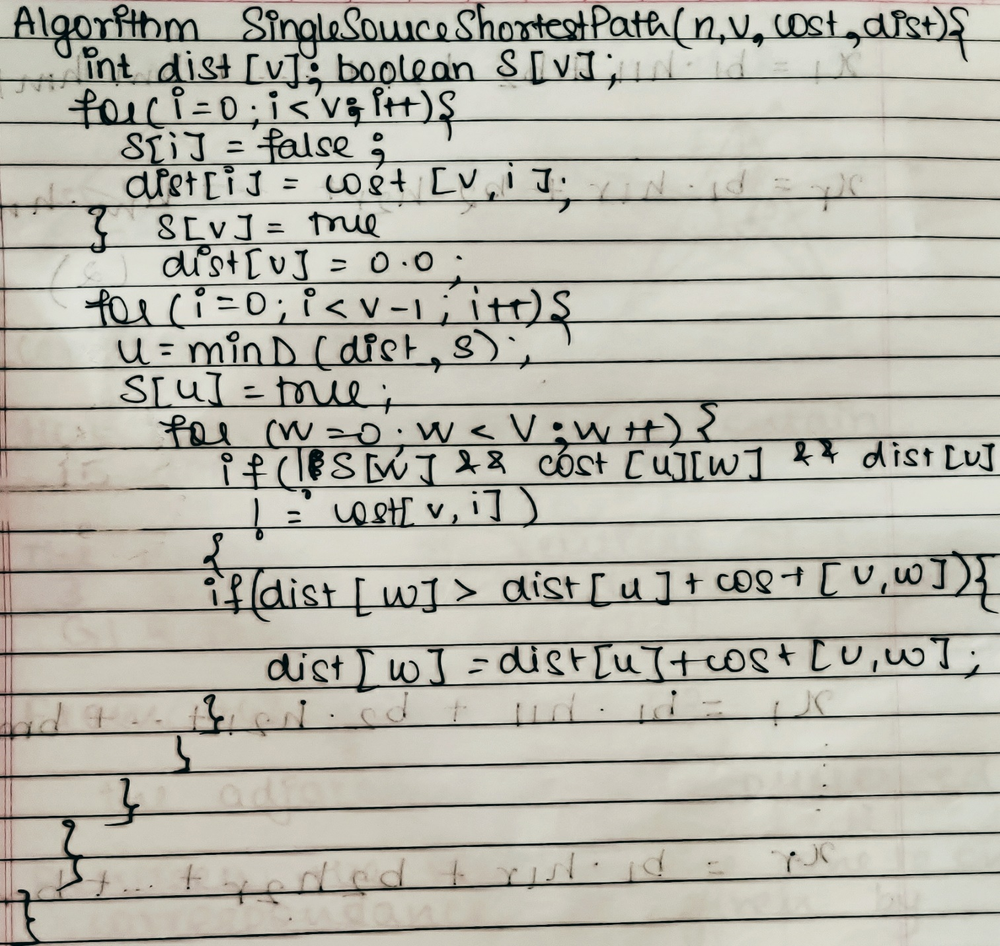 Algorithm SingleSourceShortestPath(n,v, cost, dist){
int dist [v]; boolean S[v];
for(i=0; i< v; i++){
S[i] = false;
dist[i] = cost [v, i];
} S[v] = true
dist[v] = 0.0;
for (i=0; i<v-1; i++){
u = minD (dist, s);
S[u] = true;
for (w=0; w < V; w++) {
if(!S[w] && cost [u][w] && dist [u]
!= cost[v, i])
{
if(dist [w] > dist [u] + cost [v,w]){
dist [w] = dist[u]+cost [v,w];
}
}
}
}
}